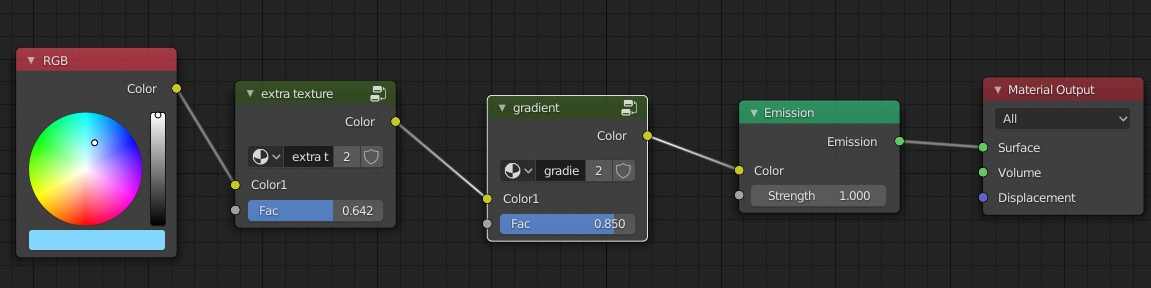 RGB
Color
extra texture
Color
extra t 2
Color1
Fac 0.642
gradient
Color
gradie 2
Color1
Fac 0.850
Emission
Emission
Color
Strength 1.000
Material Output
All
Surface
Volume
Displacement